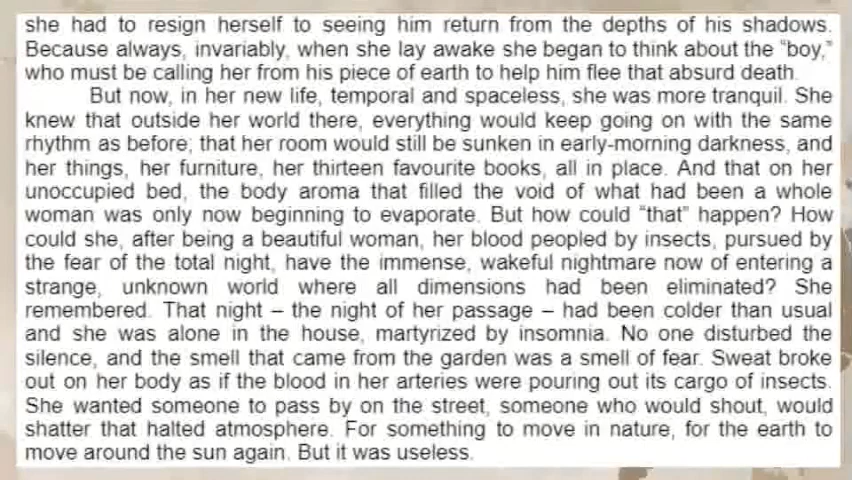 she had to resign herself to seeing him return from the depths of his shadows.
Because always, invariably, when she lay awake she began to think about the “boy,”
who must be calling her from his piece of earth to help him flee that absurd death.
But now, in her new life, temporal and spaceless, she was more tranquil. She
knew that outside her world there, everything would keep going on with the same
rhythm as before; that her room would still be sunken in early-morning darkness, and
her things, her furniture, her thirteen favourite books, all in place. And that on her
unoccupied bed, the body aroma that filled the void of what had been a whole
woman was only now beginning to evaporate. But how could “that” happen? How
could she, after being a beautiful woman, her blood peopled by insects, pursued by
the fear of the total night, have the immense, wakeful nightmare now of entering a
strange, unknown world where all dimensions had been eliminated? She
remembered. That night – the night of her passage – had been colder than usual
and she was alone in the house, martyrized by insomnia. No one disturbed the
silence, and the smell that came from the garden was a smell of fear. Sweat broke
out on her body as if the blood in her arteries were pouring out its cargo of insects.
She wanted someone to pass by on the street, someone who would shout, would
shatter that halted atmosphere. For something to move in nature, for the earth to
move around the sun again. But it was useless.